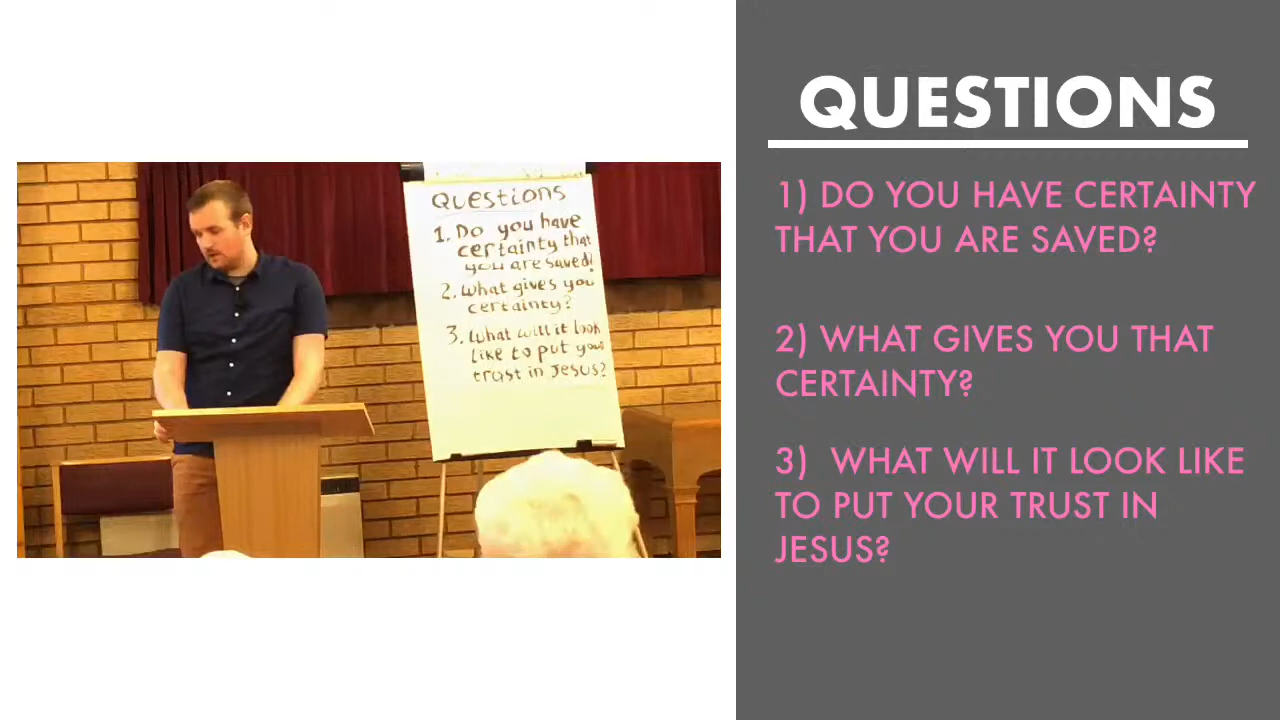 Questions
1. Do you have
certainty that
you are saved?
2. What gives you
certainty?
3. What will it look
like to put your
trust in Jesus?
QUESTIONS
1) DO YOU HAVE CERTAINTY
THAT YOU ARE SAVED?
2) WHAT GIVES YOU THAT
CERTAINTY?
3) WHAT WILL IT LOOK LIKE
TO PUT YOUR TRUST IN
JESUS?